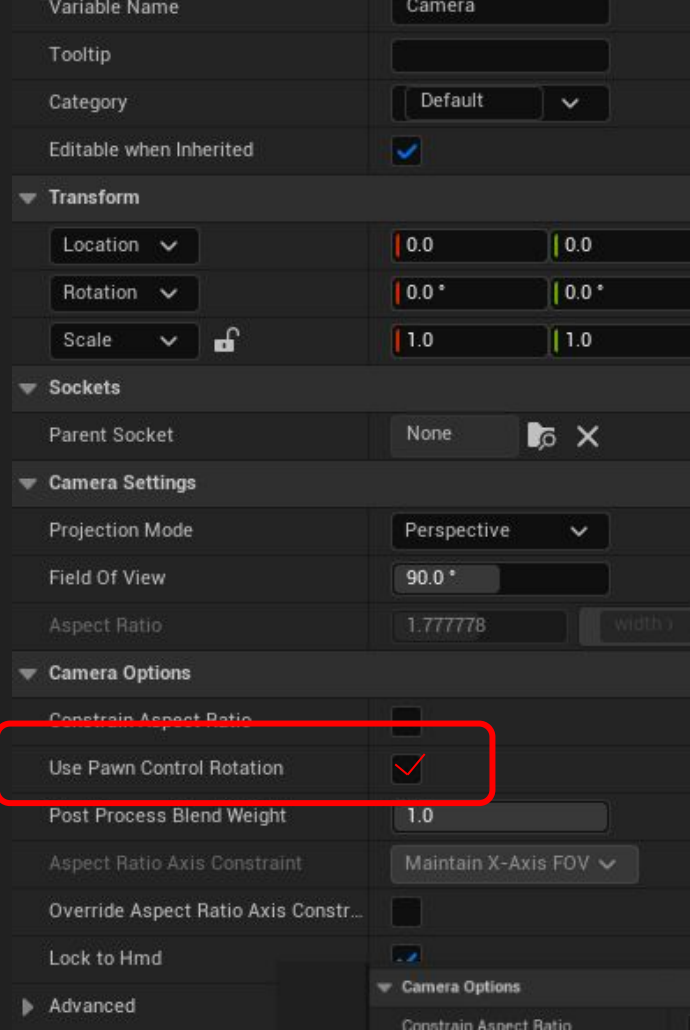 Variable Name Camera
Tooltip
Category Default
Editable when Inherited
Transform
Location 0.0 0.0
Rotation 0.0 ° 0.0 °
Scale 1.0 1.0
Sockets
Parent Socket None
Camera Settings
Projection Mode Perspective
Field Of View 90.0 °
Aspect Ratio 1.777778 width
Camera Options
Constrain Aspect Ratio
Use Pawn Control Rotation
Post Process Blend Weight 1.0
Aspect Ratio Axis Constraint Maintain X-Axis FOV
Override Aspect Ratio Axis Constr...
Lock to Hmd
Camera Options
Advanced
Constrain Aspect Ratio